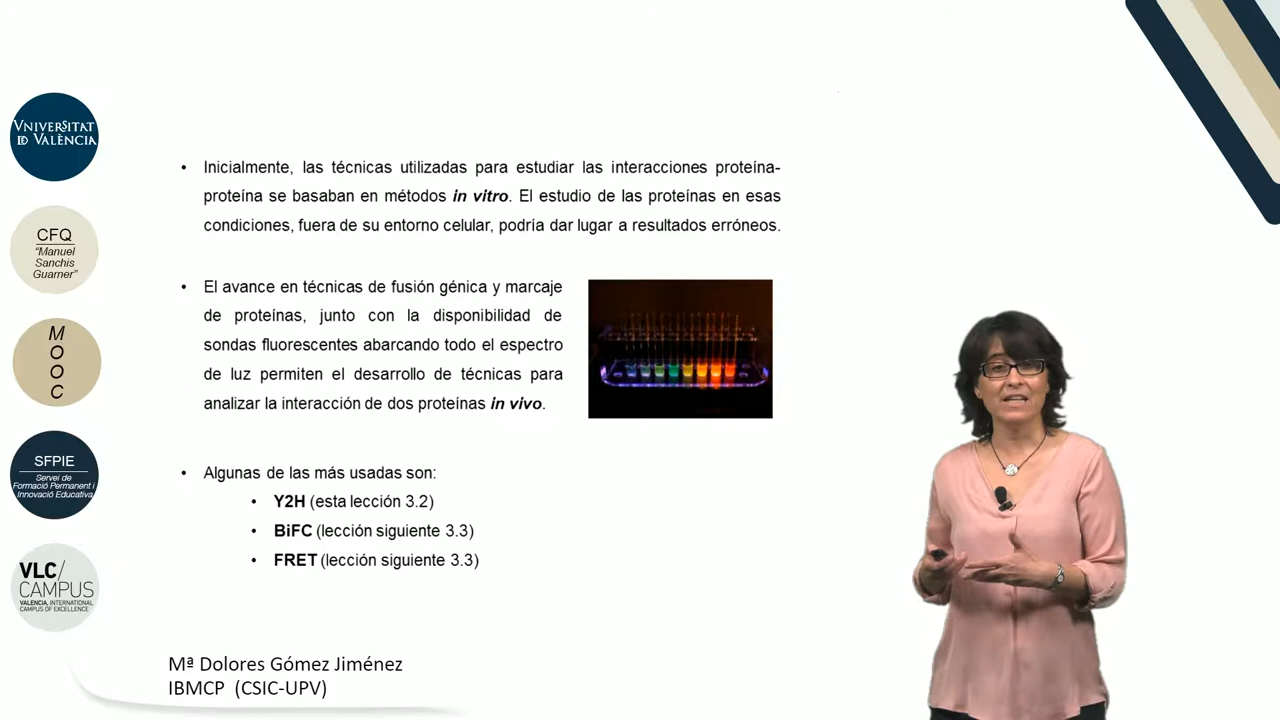 VNIVERSITAT
ID VALÈNCIA
CFQ
“Manuel
Sanchis
Guarner”
M
O
O
C
SFPIE
Servei de
Formació Permanent i
Innovació Educativa
VLC/
CAMPUS
VALENCIA, INTERNATIONAL
CAMPUS OF EXCELLENCE
• Inicialmente, las técnicas utilizadas para estudiar las interacciones proteína-
proteína se basaban en métodos in vitro. El estudio de las proteínas en esas
condiciones, fuera de su entorno celular, podría dar lugar a resultados erróneos.
• El avance en técnicas de fusión génica y marcaje
de proteínas, junto con la disponibilidad de
sondas fluorescentes abarcando todo el espectro
de luz permiten el desarrollo de técnicas para
analizar la interacción de dos proteínas in vivo.
• Algunas de las más usadas son:
• Y2H (esta lección 3.2)
• BiFC (lección siguiente 3.3)
• FRET (lección siguiente 3.3)
Mª Dolores Gómez Jiménez
IBMCP (CSIC-UPV)